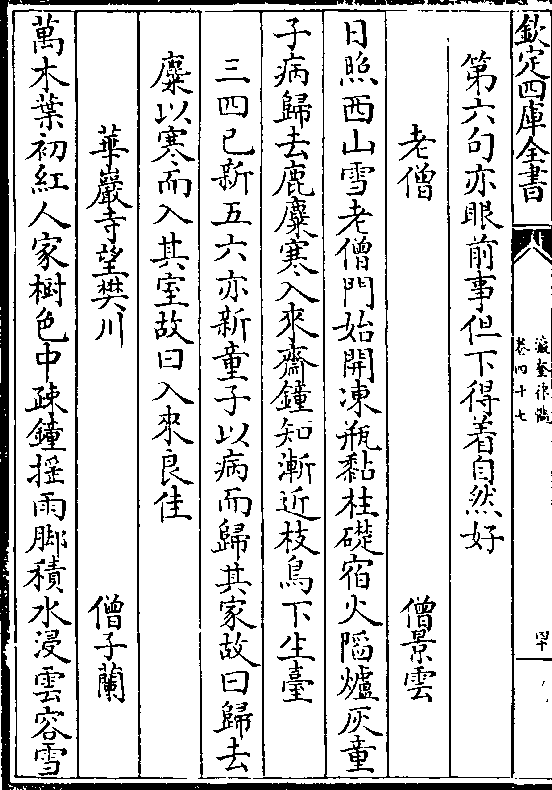 欽定四庫全書
瀛奎律髓
卷四十七
第六句亦眼前事但下得着自然好
老僧 僧景雲
日照西山雪老僧門始開凍瓶黏柱礎宿火陷爐灰童
子病歸去鹿麛寒入來齋鐘知漸近枝鳥下生臺
三四已新五六亦新童子以病而歸其家故曰歸去
麛以寒而入其室故曰入來良佳
華巖寺望樊川 僧子蘭
萬木葉初紅人家樹色中疎鐘揺雨脚積水浸雲容雪